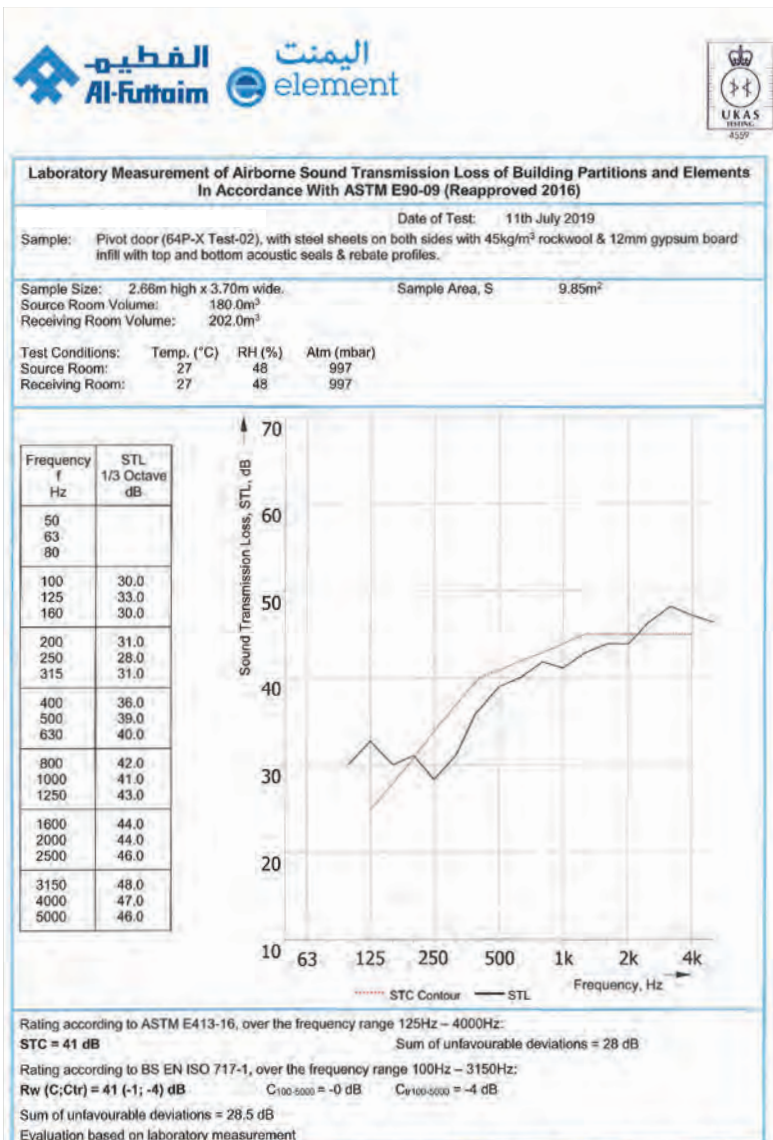 الفطيم
Al-Futtaim
اليمنت
element
UKAS
TESTING
4559
Laboratory Measurement of Airborne Sound Transmission Loss of Building Partitions and Elements
In Accordance With ASTM E90-09 (Reapproved 2016)
Date of Test: 11th July 2019
Sample: Pivot door (64P-X Test-02), with steel sheets on both sides with 45kg/m³ rockwool & 12mm gypsum board
infill with top and bottom acoustic seals & rebate profiles.
Sample Size: 2.66m high x 3.70m wide. Sample Area, S 9.85m²
Source Room Volume: 180.0m³
Receiving Room Volume: 202.0m³
Test Conditions: Temp. (°C) RH (%) Atm (mbar)
Source Room: 27 48 997
Receiving Room: 27 48 997
Frequency STL
f 1/3 Octave
Hz dB
50
63
80
100 30.0
125 33.0
160 30.0
200 31.0
250 28.0
315 31.0
400 36.0
500 39.0
630 40.0
800 42.0
1000 41.0
1250 43.0
1600 44.0
2000 44.0
2500 46.0
3150 48.0
4000 47.0
5000 46.0
Sound Transmission Loss, STL, dB
70
60
50
40
30
20
10
63 125 250 500 1k 2k 4k
Frequency, Hz
STC Contour STL
Rating according to ASTM E413-16, over the frequency range 125Hz – 4000Hz:
STC = 41 dB Sum of unfavourable deviations = 28 dB
Rating according to BS EN ISO 717-1, over the frequency range 100Hz – 3150Hz:
Rw (C;Ctr) = 41 (-1; -4) dB C100-5000 = -0 dB Ctr100-5000 = -4 dB
Sum of unfavourable deviations = 28.5 dB
Evaluation based on laboratory measurement